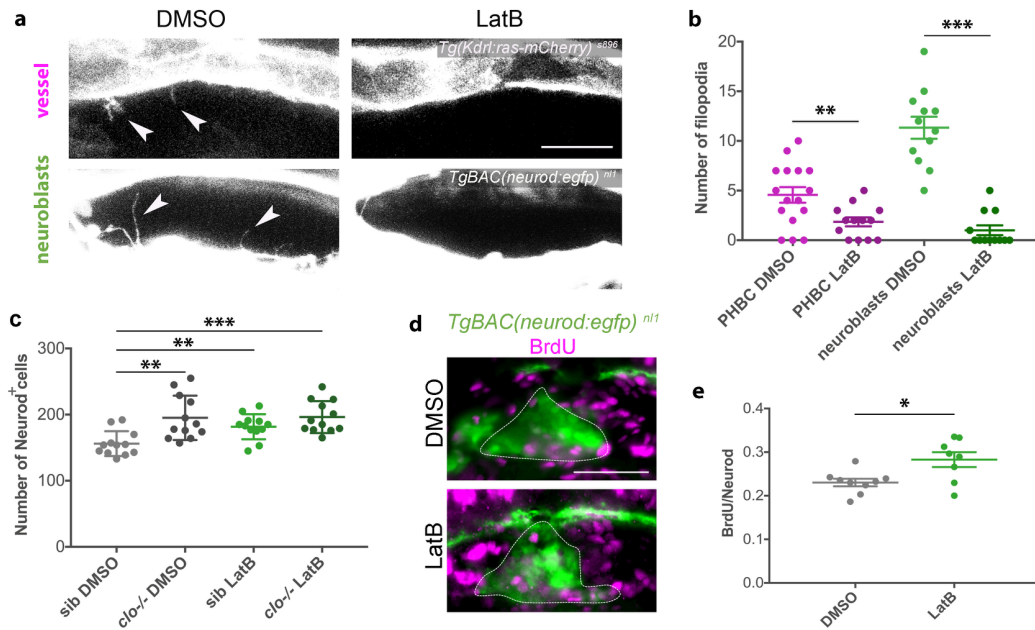 a
DMSO
LatB
vessel
Tg(Kdrl:ras-mCherry) s896
neuroblasts
TgBAC(neurod:egfp) nl1
b
Number of filopodia
20
15
10
5
0
**
***
PHBC DMSO
PHBC LatB
neuroblasts DMSO
neuroblasts LatB
c
Number of Neurod+cells
300
200
100
0
***
**
**
sib DMSO
clo-/- DMSO
sib LatB
clo-/- LatB
d
TgBAC(neurod:egfp) nl1
BrdU
DMSO
LatB
e
BrdU/Neurod
0.4
0.3
0.2
0.0
*
DMSO
LatB